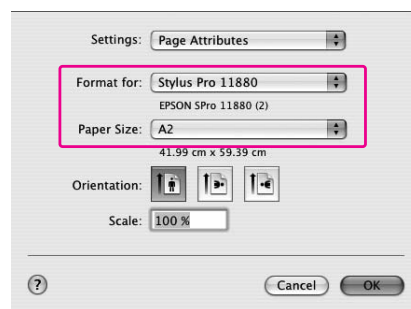 Settings: Page Attributes
Format for: Stylus Pro 11880
EPSON SPro 11880 (2)
Paper Size: A2
41.99 cm x 59.39 cm
Orientation:
Scale: 100 %
? Cancel OK